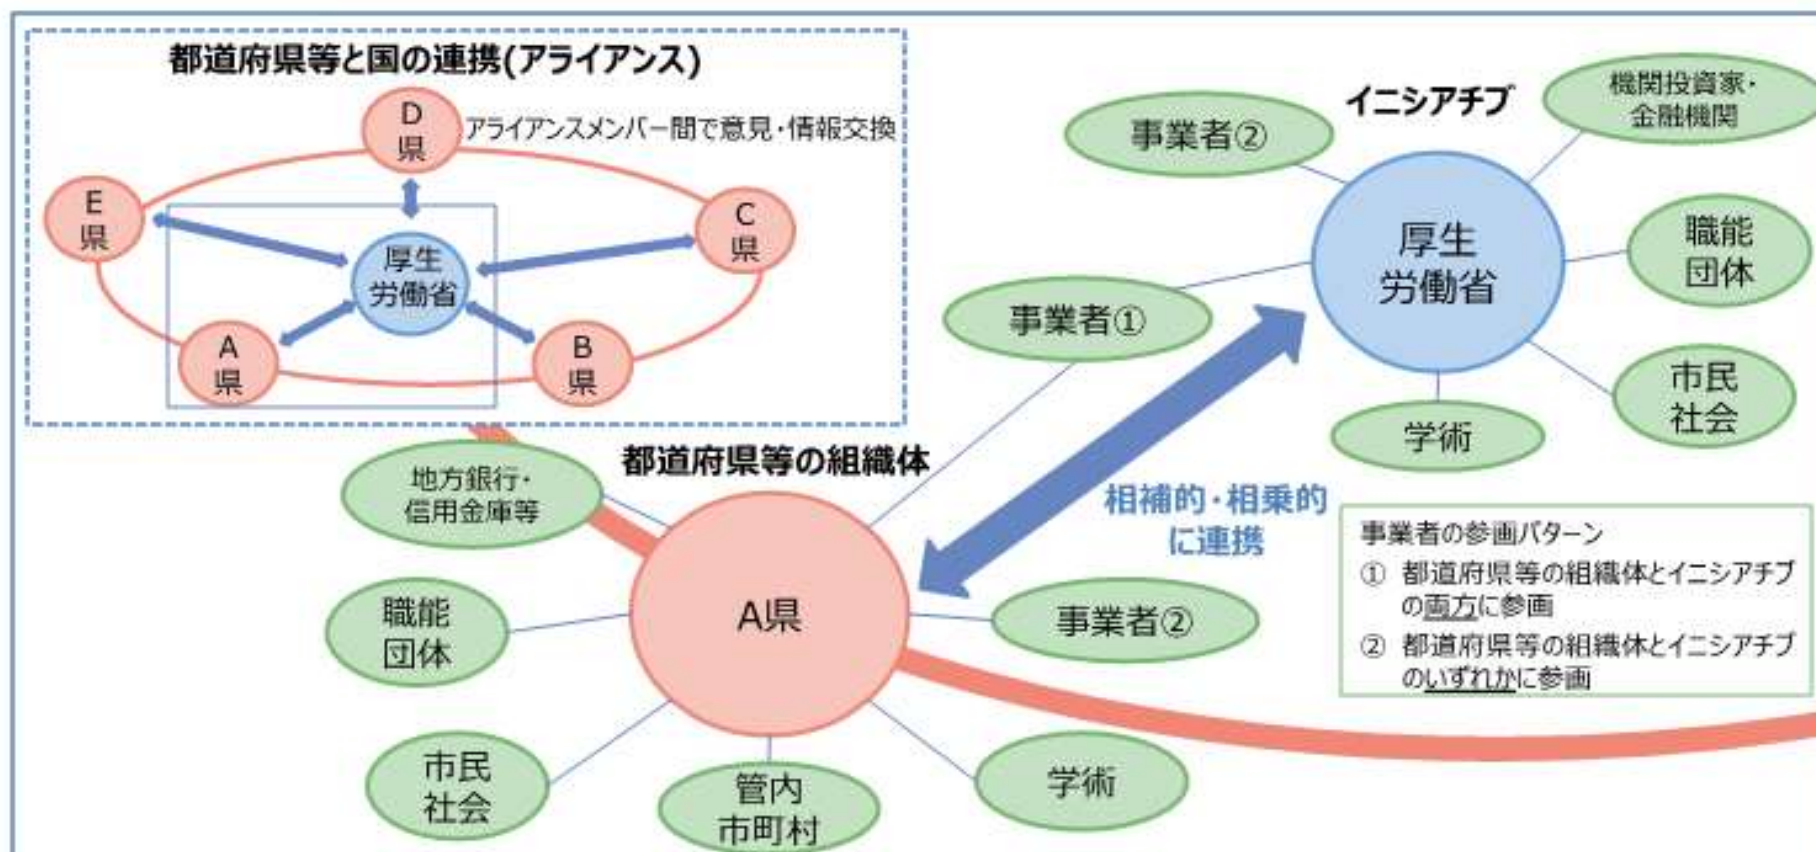 都道府県等と国の連携(アライアンス)
D
県
アライアンスメンバー間で意見・情報交換
E
県
C
県
厚生
労働省
A
県
B
県
イニシアチブ
機関投資家・
金融機関
事業者②
厚生
労働省
職能
団体
事業者①
市民
社会
学術
都道府県等の組織体
地方銀行・
信用金庫等
相補的・相乗的
に連携
A県
職能
団体
事業者②
市民
社会
管内
市町村
学術
事業者の参画パターン
① 都道府県等の組織体とイニシアチブ
の両方に参画
② 都道府県等の組織体とイニシアチブ
のいずれかに参画